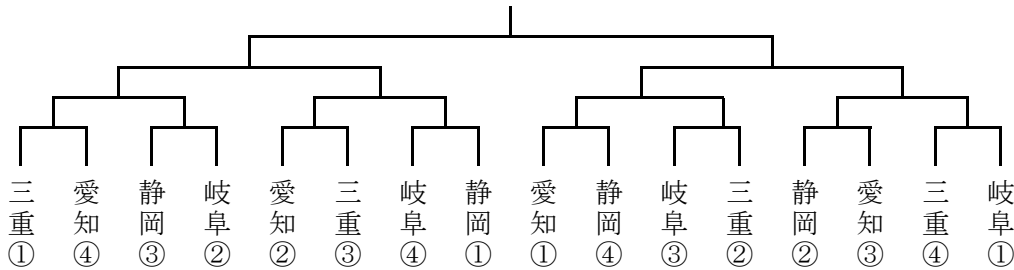 三重①
愛知④
静岡③
岐阜②
愛知②
三重③
岐阜④
静岡①
愛知①
静岡④
岐阜③
三重②
静岡②
愛知③
三重④
岐阜①